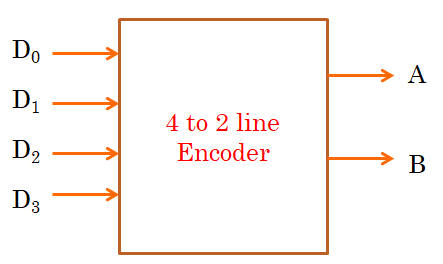 D₀
D₁
D₂
D₃
4 to 2 line
Encoder
A
B